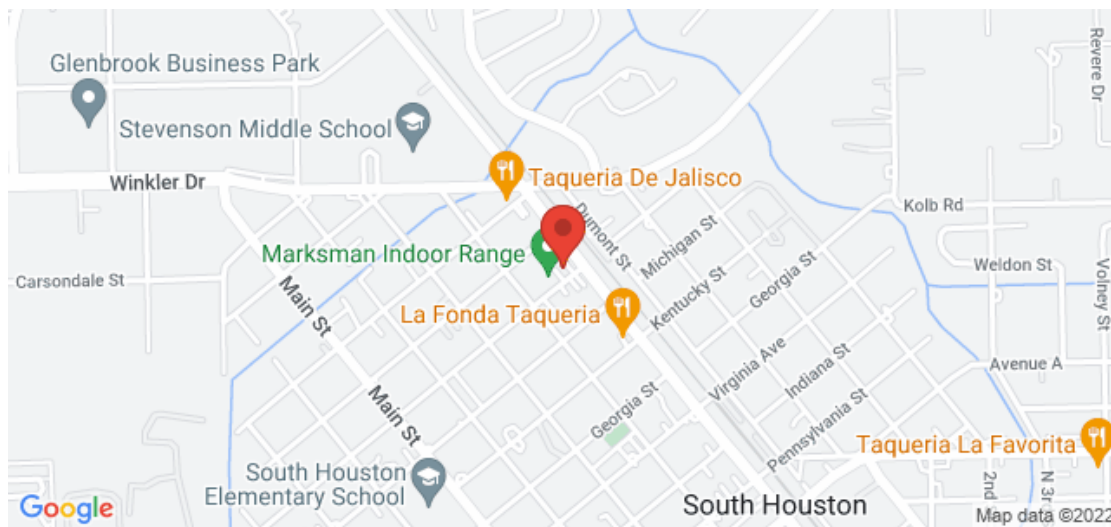 Glenbrook Business Park
Stevenson Middle School
Revere Dr
Winkler Dr
Taqueria De Jalisco
Kolb Rd
Dumont St
Michigan St
Marksman Indoor Range
Carsondale St
Georgia St
Weldon St
Volney St
Main St
La Fonda Taqueria
Kentucky St
Virginia Ave
Indiana St
Avenue A
Main St
Georgia St
Pennsylvania St
Taqueria La Favorita
South Houston
Elementary School
2nd
N 3r
South Houston
Google
Map data ©2022